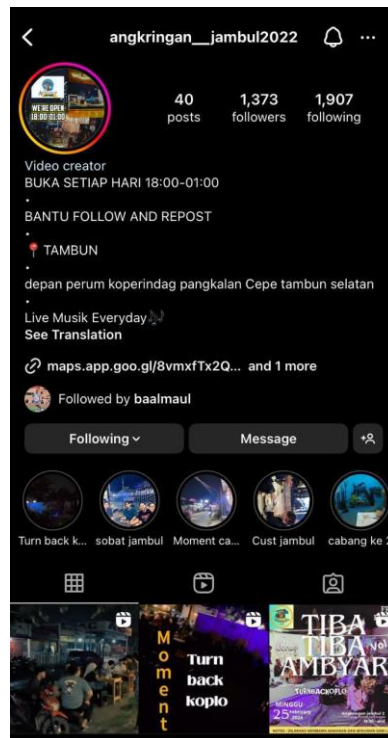 angkringan__jambul2022
WE'RE OPEN
18:00-01:00
40 1,373 1,907
posts followers following
Video creator
BUKA SETIAP HARI 18:00-01:00
•
BANTU FOLLOW AND REPOST
•
📍 TAMBUN
•
depan perum koperindag pangkalan Cepe tambun selatan
•
Live Musik Everyday🎶
See Translation
maps.app.goo.gl/8vmxfTx2Q... and 1 more
Followed by baalmaul
Following Message
Turn back k... sobat jambul Moment ca... Cust jambul cabang ke 2
Moment
Turn
back
koplo
TIBA
TIBA
AMBYAR
TURNBACKKOPLO
MINGGU
25 February
2024